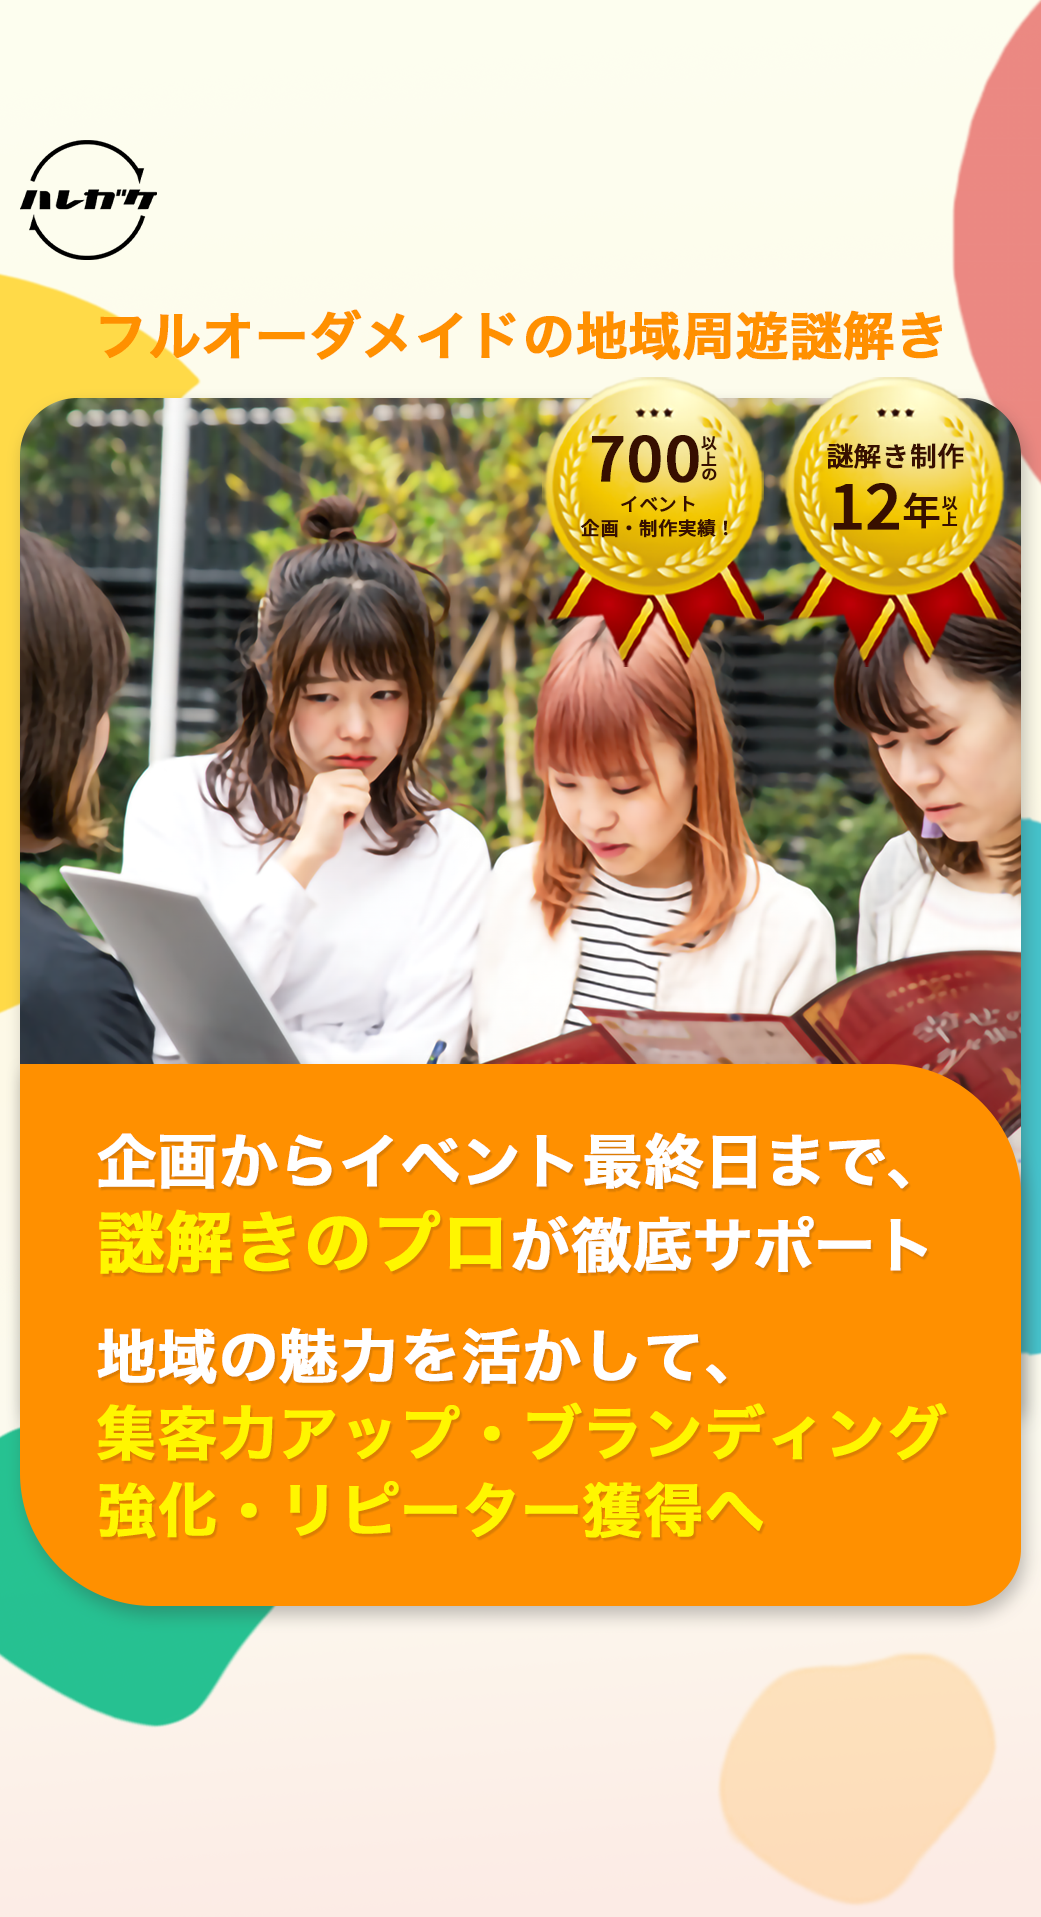 ハレガケ
フルオーダメイドの地域周遊謎解き
700以上の
イベント
企画・制作実績！
謎解き制作
12年以上
幸せの
企画からイベント最終日まで、
謎解きのプロが徹底サポート
地域の魅力を活かして、
集客力アップ・ブランディング
強化・リピーター獲得へ